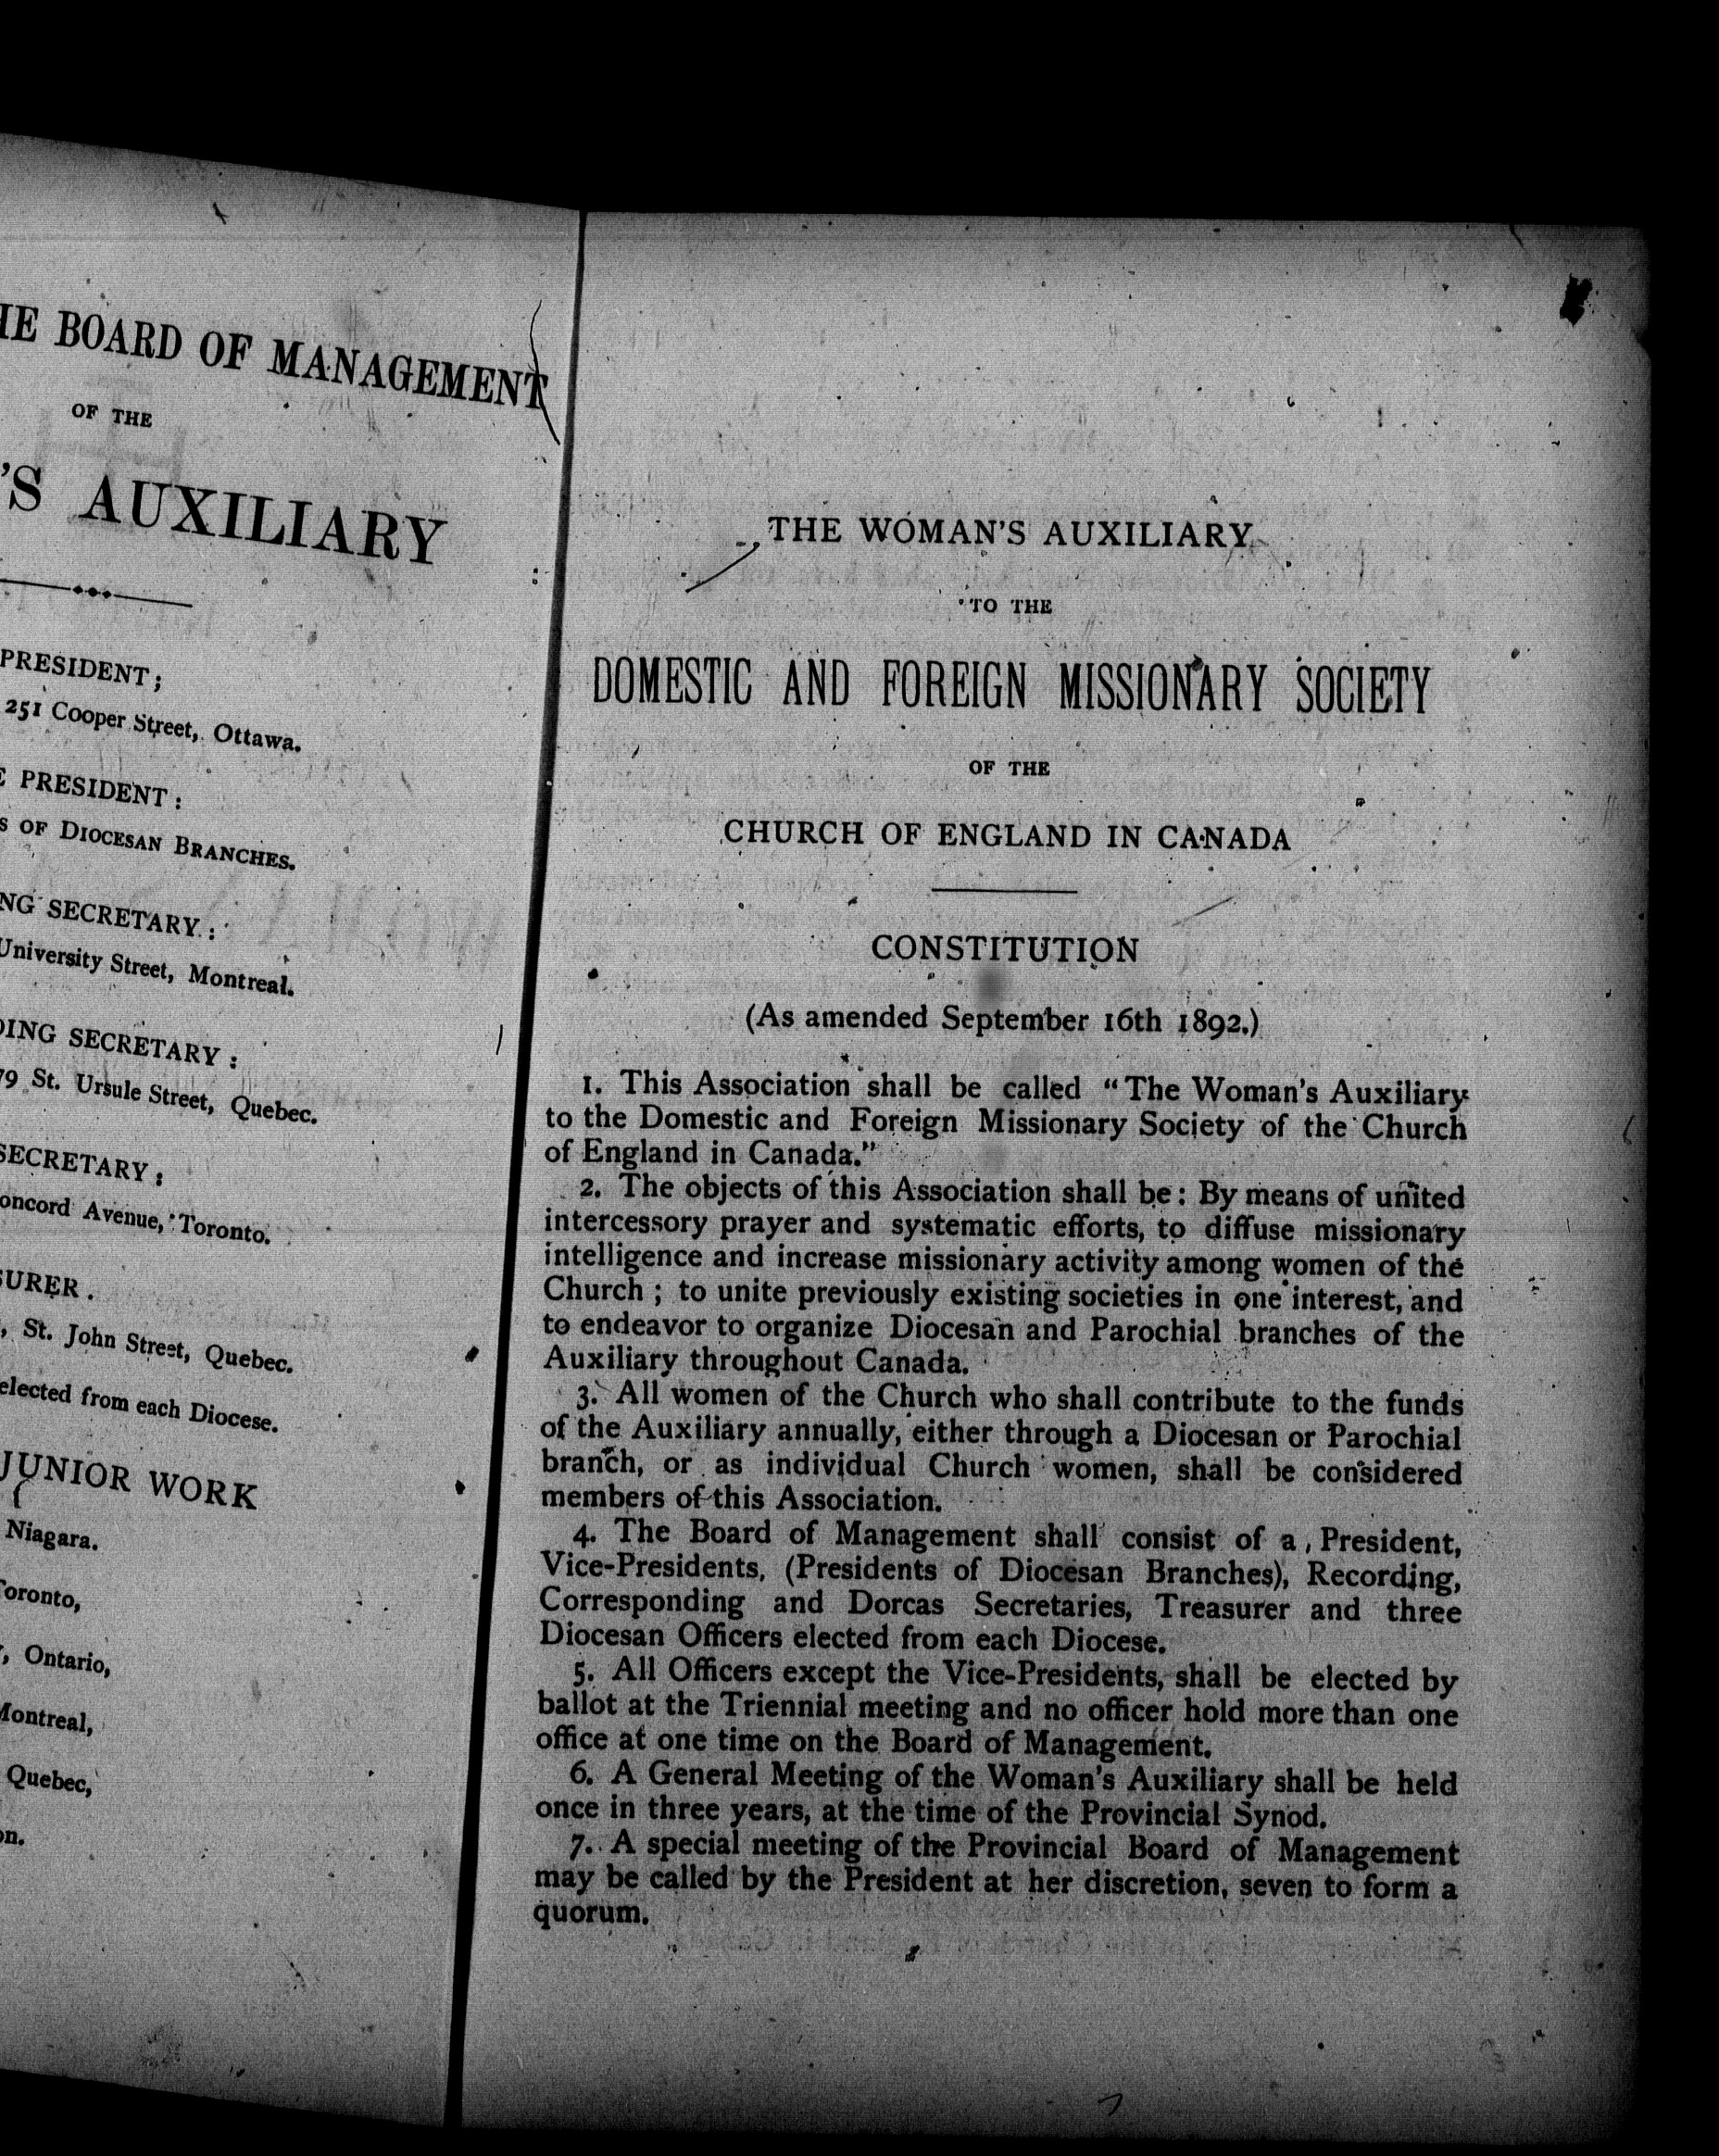 HE BOARD OF MANAGEMENT
OF THE
'S AUXILIARY
PRESIDENT;
251 Cooper Street, Ottawa.
PRESIDENT:
OF DIOCESAN BRANCHES.
SECRETARY:
University Street, Montreal.
SECRETARY:
79 St. Ursule Street, Quebec.
SECRETARY:
Avenue, Toronto.
SURER.
St. John Street, Quebec.
elected from each Diocese.
JUNIOR WORK
Niagara.
Toronto,
Ontario,
Montreal,
Quebec,
on.
THE WOMAN'S AUXILIARY
TO THE
DOMESTIC AND FOREIGN MISSIONARY SOCIETY
OF THE
CHURCH OF ENGLAND IN CANADA
CONSTITUTION
(As amended September 16th 1892.)
1. This Association shall be called "The Woman's Auxiliary
to the Domestic and Foreign Missionary Society of the Church
of England in Canada."
2. The objects of this Association shall be: By means of united
intercessory prayer and systematic efforts, to diffuse missionary
intelligence and increase missionary activity among women of the
Church; to unite previously existing societies in one interest, and
to endeavor to organize Diocesan and Parochial branches of the
Auxiliary throughout Canada.
3. All women of the Church who shall contribute to the funds
of the Auxiliary annually, either through a Diocesan or Parochial
branch, or as individual Church women, shall be considered
members of this Association.
4. The Board of Management shall consist of a, President,
Vice-Presidents, (Presidents of Diocesan Branches), Recording,
Corresponding and Dorcas Secretaries, Treasurer and three
Diocesan Officers elected from each Diocese.
5. All Officers except the Vice-Presidents, shall be elected by
ballot at the Triennial meeting and no officer hold more than one
office at one time on the Board of Management.
6. A General Meeting of the Woman's Auxiliary shall be held
once in three years, at the time of the Provincial Synod.
7. A special meeting of the Provincial Board of Management
may be called by the President at her discretion, seven to form a
quorum.